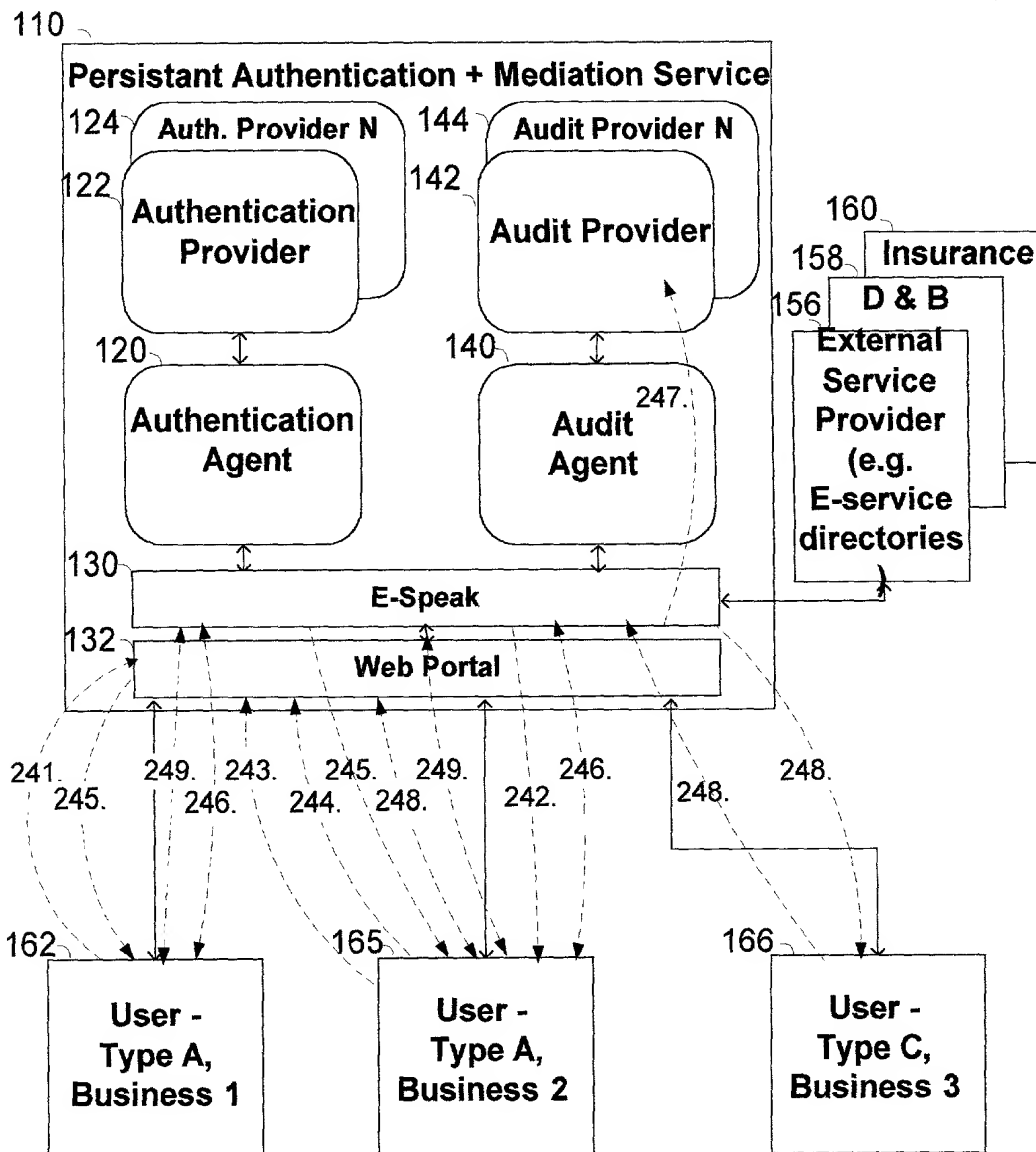 110
Persistant Authentication + Mediation Service
124
Auth. Provider N
144
Audit Provider N
122
Authentication
Provider
142
Audit Provider
160
Insurance
158
D & B
156
External
Service
Provider
(e.g.
E-service
directories
)
120
Authentication
Agent
140
Audit
Agent
247.
130
E-Speak
132
Web Portal
241.
245.
249.
246.
243.
244.
245.
248.
249.
242.
246.
248.
248.
162
User -
Type A,
Business 1
165
User -
Type A,
Business 2
166
User -
Type C,
Business 3